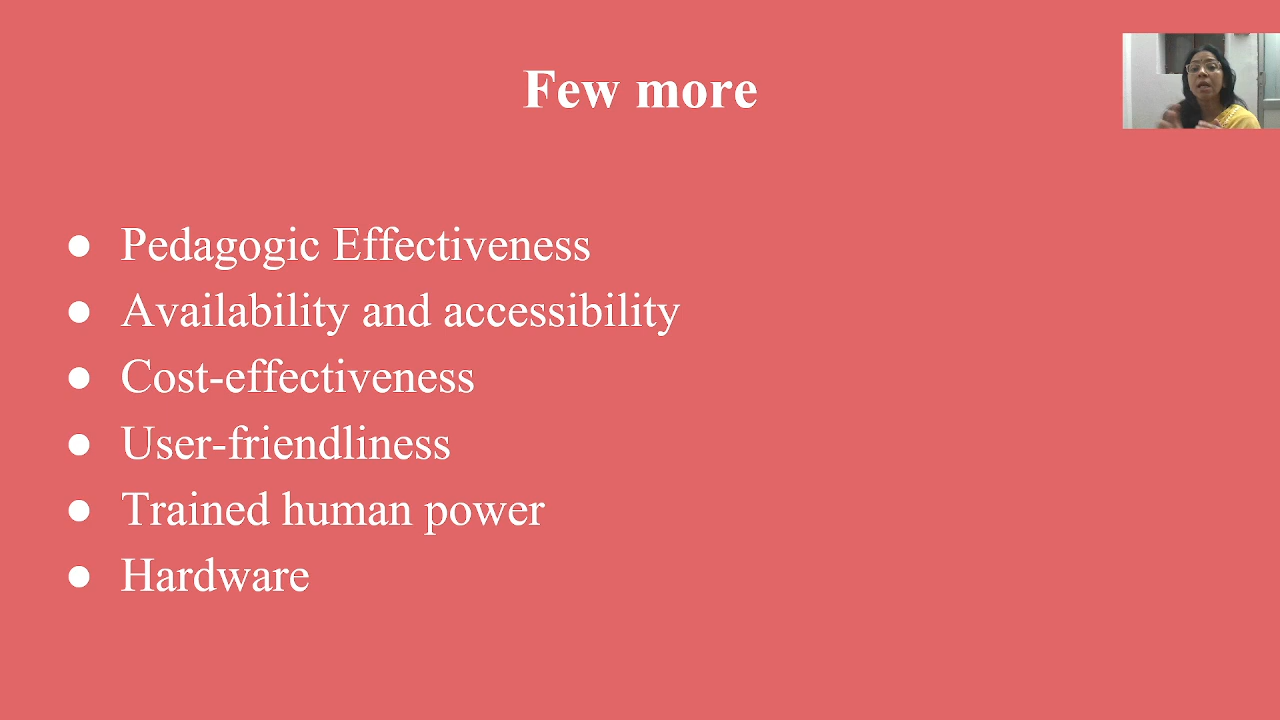 Few more
● Pedagogic Effectiveness
● Availability and accessibility
● Cost-effectiveness
● User-friendliness
● Trained human power
● Hardware